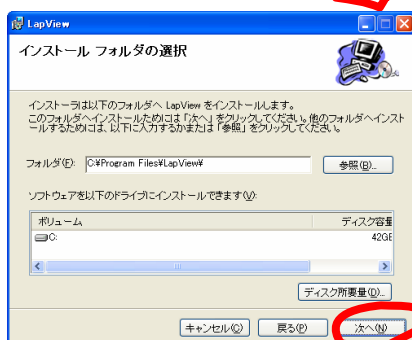 LapView
インストール フォルダの選択
インストーラは以下のフォルダへ LapView をインストールします。
このフォルダへインストールするためには「次へ」をクリックしてください。他のフォルダへインスト
ールするためには、以下に入力するかまたは「参照」をクリックしてください。
フォルダ(F): C:¥Program Files¥LapView¥ 参照(R)...
ソフトウェアを以下のドライブにインストールできます(V):
ボリューム ディスク容量
C: 42GB
ディスク所要量(D)...
キャンセル(C) 戻る(P) 次へ(N)